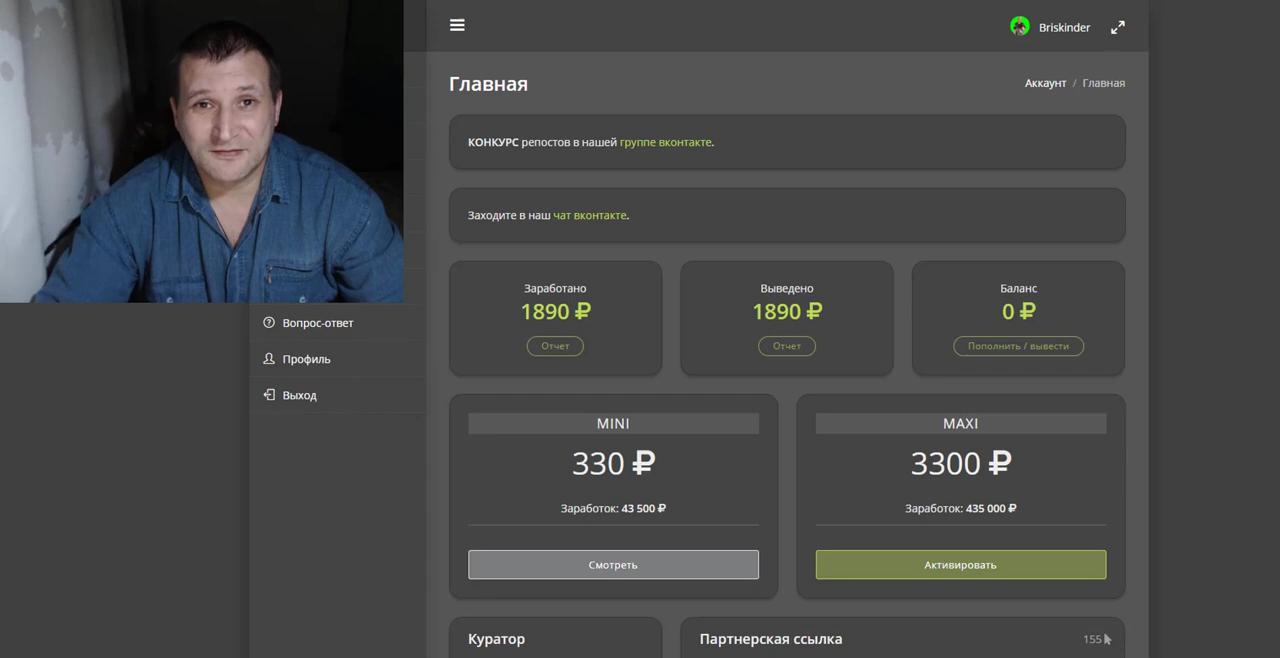 Briskinder
Главная
Аккаунт / Главная
КОНКУРС репостов в нашей группе вконтакте.
Заходите в наш чат вконтакте.
Заработано
1890 ₽
Отчет
Выведено
1890 ₽
Отчет
Баланс
0 ₽
Пополнить / вывести
Вопрос-ответ
Профиль
Выход
MINI
330 ₽
Заработок: 43 500 ₽
Смотреть
MAXI
3300 ₽
Заработок: 435 000 ₽
Активировать
Куратор
Партнерская ссылка
155